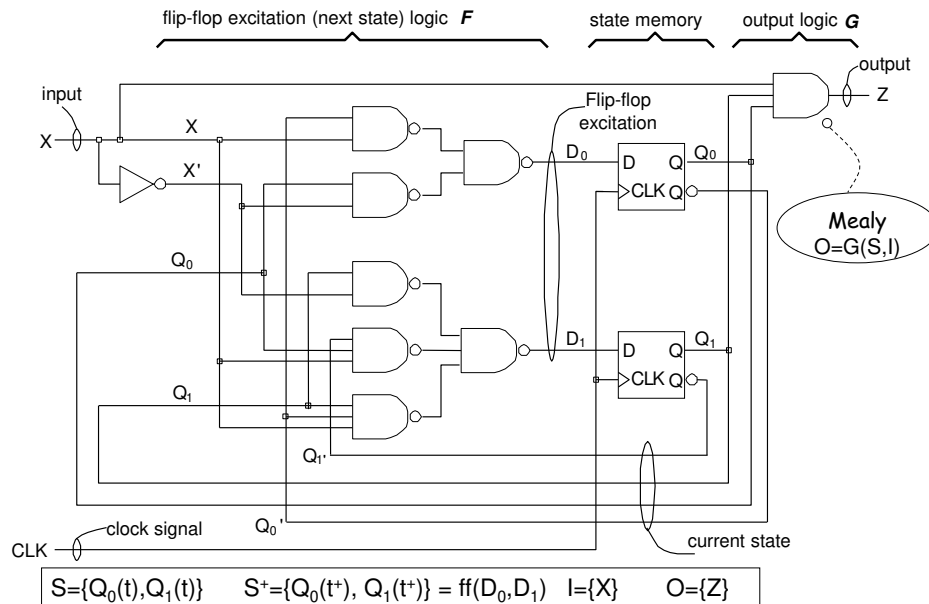 flip-flop excitation (next state) logic F
state memory
output logic G
input
output
Z
Flip-flop
excitation
X
X
X'
D₀
D
Q
CLK
Q
Q₀
Mealy
O=G(S,I)
Q₀
D₁
D
Q
CLK
Q
Q₁
Q₁
Q₁'
Q₀'
clock signal
CLK
current state
S={Q₀(t),Q₁(t)} S⁺={Q₀(t⁺), Q₁(t⁺)} = ff(D₀,D₁) I={X} O={Z}